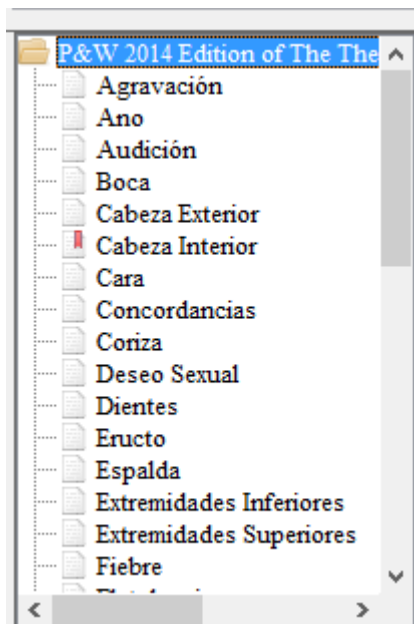 P&W 2014 Edition of The The
Agravación
Ano
Audición
Boca
Cabeza Exterior
Cabeza Interior
Cara
Concordancias
Coriza
Deseo Sexual
Dientes
Eructo
Espalda
Extremidades Inferiores
Extremidades Superiores
Fiebre